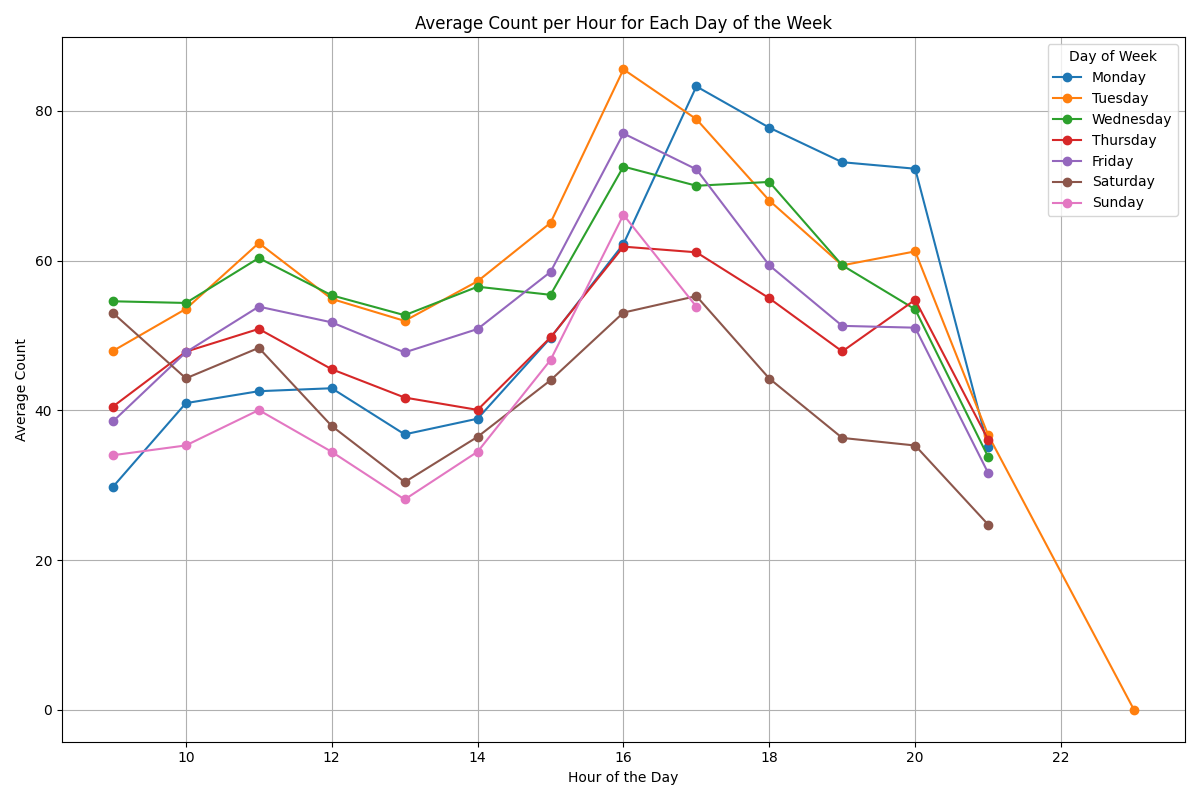 Average Count per Hour for Each Day of the Week
Day of Week
Monday
Tuesday
Wednesday
Thursday
Friday
Saturday
Sunday
Average Count
80
60
40
20
0
10 12 14 16 18 20 22
Hour of the Day